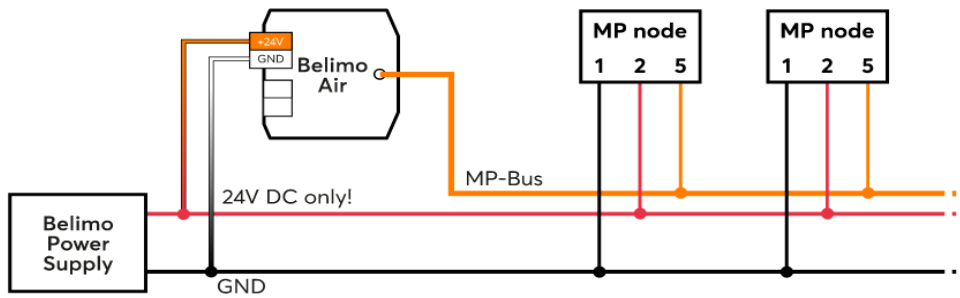 +24V
GND
Belimo
Air
MP node
1 2 5
MP node
1 2 5
MP-Bus
24V DC only!
Belimo
Power
Supply
GND